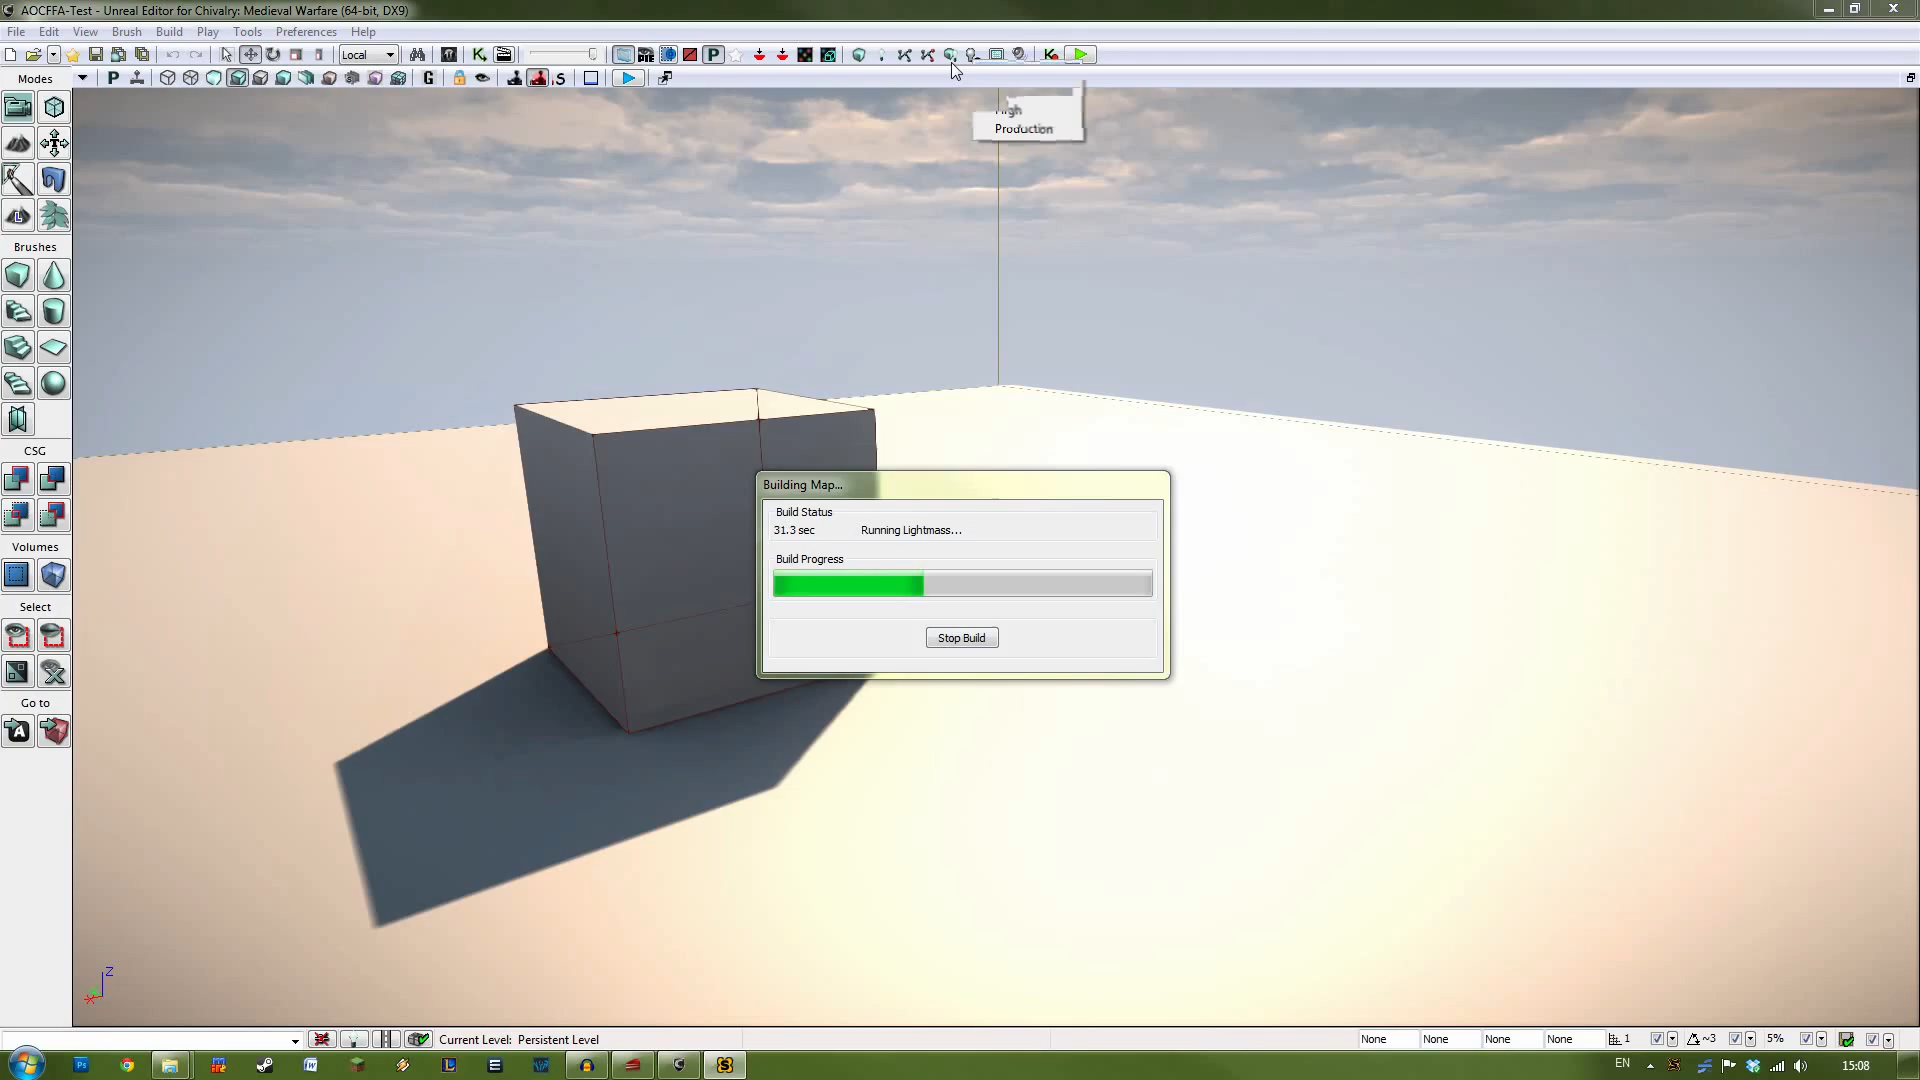 AOCFFA-Test - Unreal Editor for Chivalry: Medieval Warfare (64-bit, DX9)
File Edit View Brush Build Play Tools Preferences Help
Local
P
Modes
P G S
Production
Brushes
CSG
Volumes
Select
Go to
Building Map...
Build Status
31.3 sec Running Lightmass...
Build Progress
Stop Build
Z
Current Level: Persistent Level
None None None None 1 ~3 5%
EN 15:08